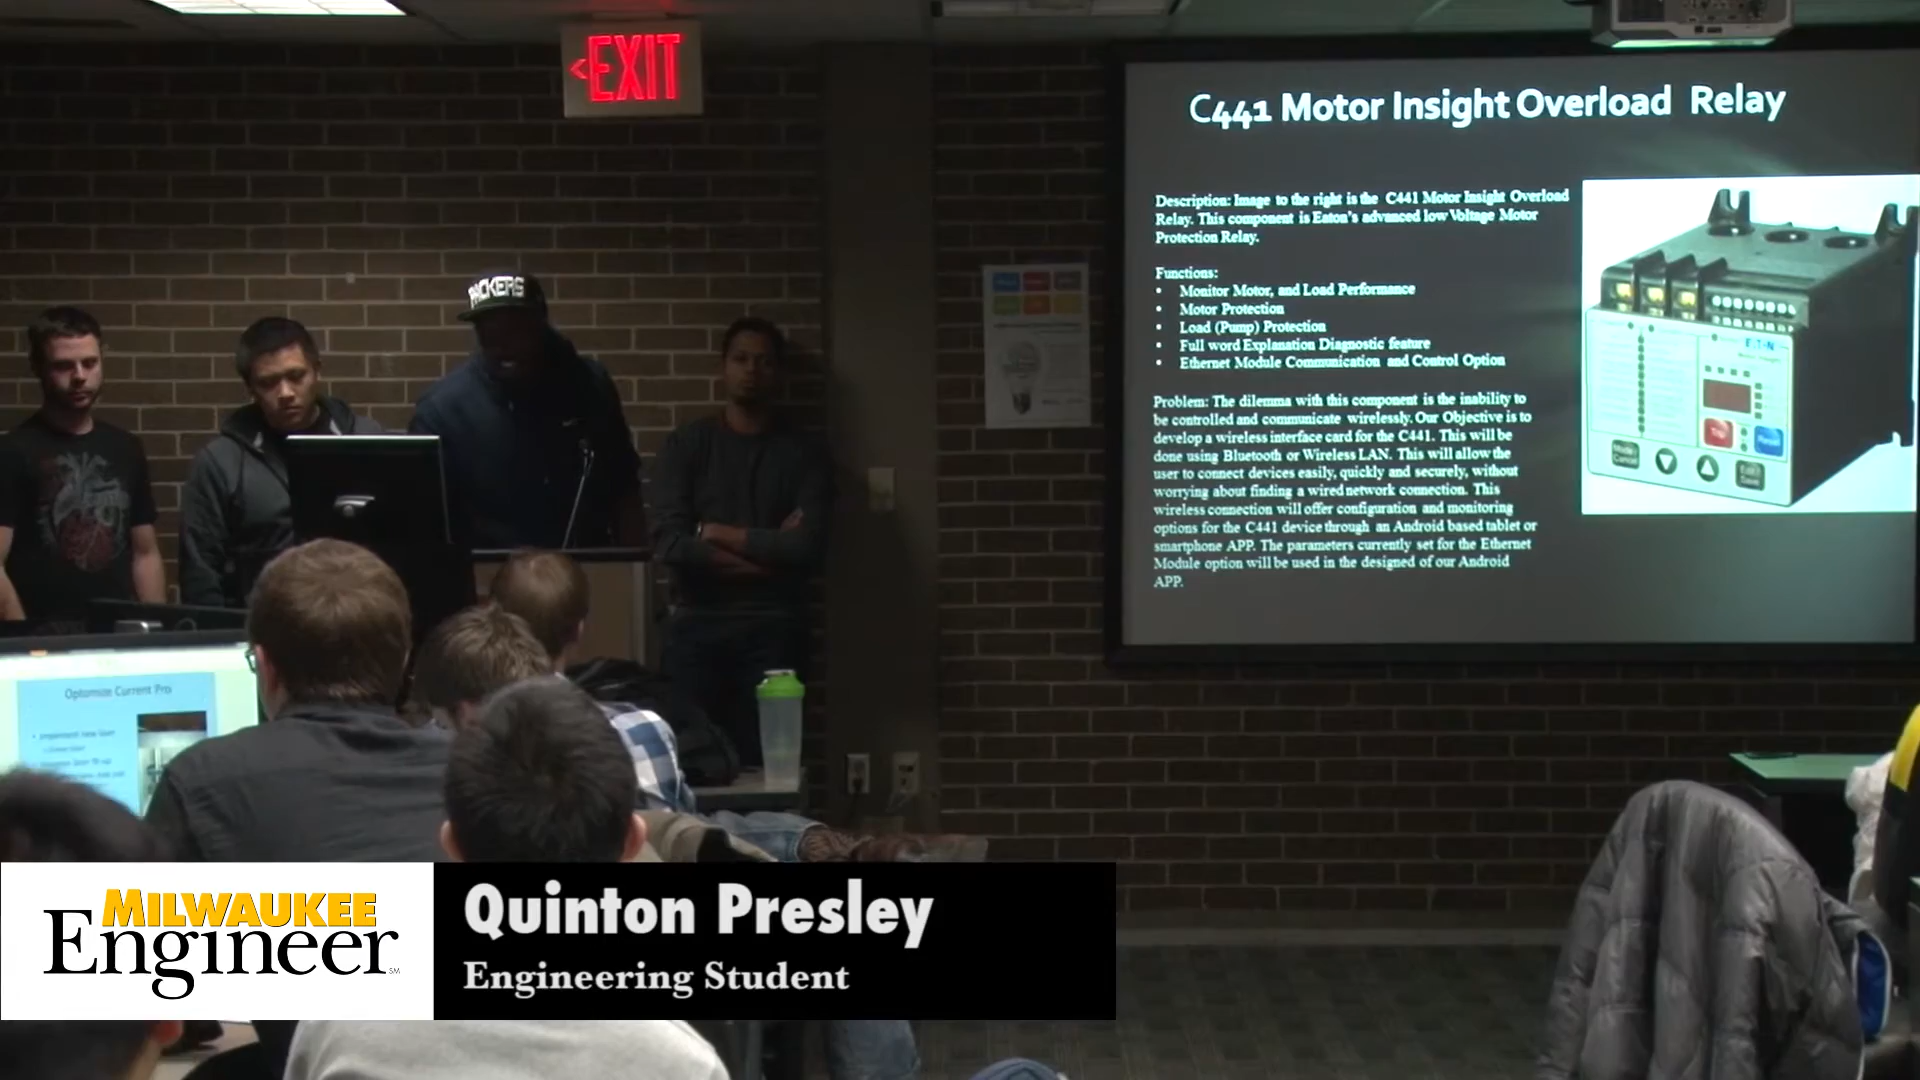 <EXIT
PACKERS
C441 Motor Insight Overload Relay
Description: Image to the right is the C441 Motor Insight Overload
Relay. This component is Eaton's advanced low Voltage Motor
Protection Relay.
Functions:
• Monitor Motor, and Load Performance
• Motor Protection
• Load (Pump) Protection
• Full word Explanation Diagnostic feature
• Ethernet Module Communication and Control Option
Problem: The dilemma with this component is the inability to
be controlled and communicate wirelessly. Our Objective is to
develop a wireless interface card for the C441. This will be
done using Bluetooth or Wireless LAN. This will allow the
user to connect devices easily, quickly and securely, without
worrying about finding a wired network connection. This
wireless connection will offer configuration and monitoring
options for the C441 device through an Android based tablet or
smartphone APP. The parameters currently set for the Ethernet
Module option will be used in the designed of our Android
APP.
E·T·N
Trip
Reset
Optomize Current Pro
MILWAUKEE
Engineer SM
Quinton Presley
Engineering Student